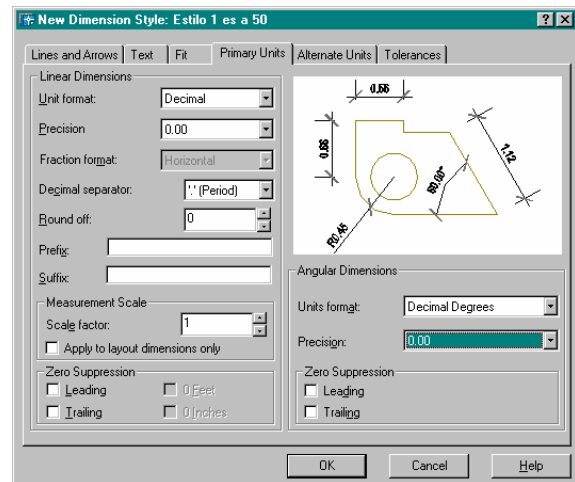 New Dimension Style: Estilo 1 es a 50
Lines and Arrows Text Fit Primary Units Alternate Units Tolerances
Linear Dimensions
Unit format: Decimal
Precision 0.00
Fraction format: Horizontal
Decimal separator: '.' (Period)
Round off: 0
Prefix:
Suffix:
Measurement Scale
Scale factor: 1
Apply to layout dimensions only
Zero Suppression
Leading 0 Feet
Trailing 0 Inches
0.56
0.66
1.12
60.00°
R0.45
Angular Dimensions
Units format: Decimal Degrees
Precision: 0.00
Zero Suppression
Leading
Trailing
OK Cancel Help